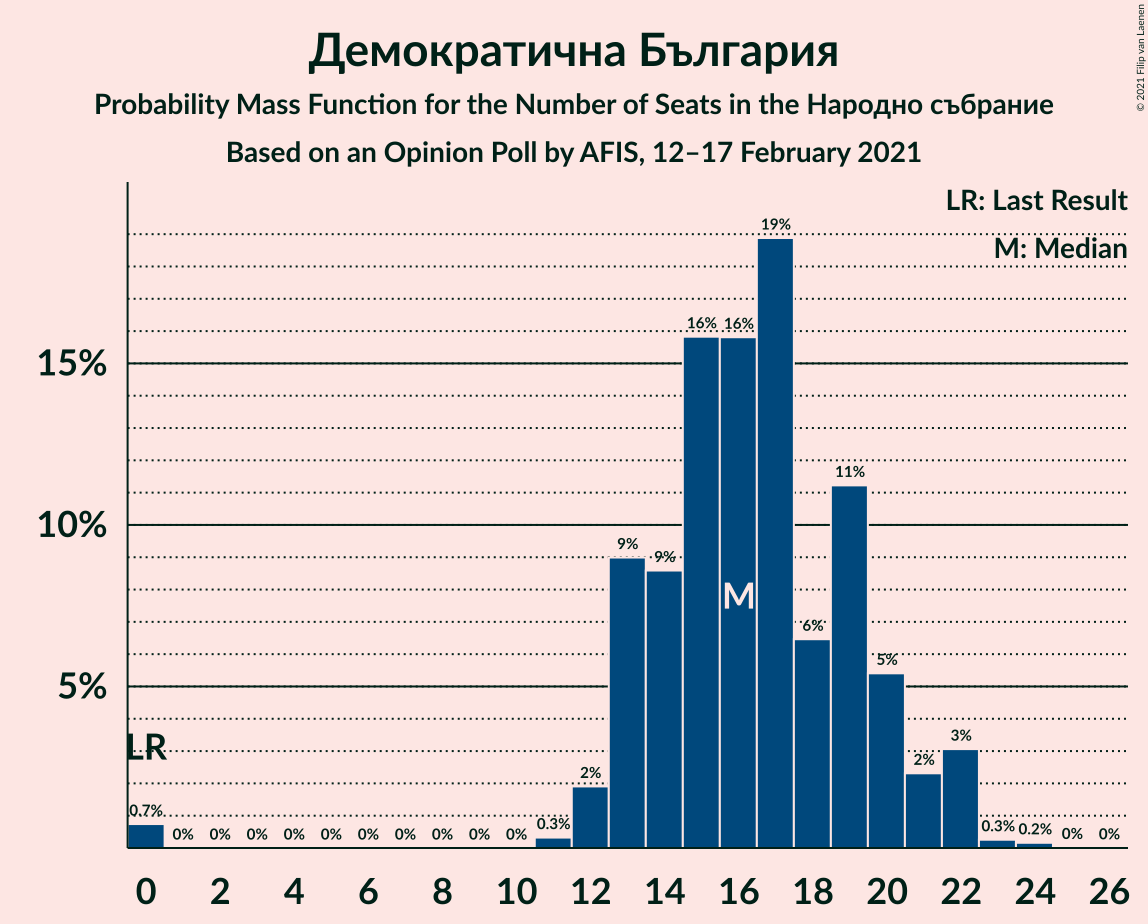 Демократична България
Probability Mass Function for the Number of Seats in the Народно събрание
Based on an Opinion Poll by AFIS, 12–17 February 2021
© 2021 Filip van Laenen
LR: Last Result
M: Median
19%
16% 16%
15%
11%
10%
9% 9%
M
6%
5%
5%
LR
3%
2%
2%
0.7% 0% 0% 0% 0% 0% 0% 0% 0% 0% 0% 0.3% 0.3% 0.2% 0% 0%
0 2 4 6 8 10 12 14 16 18 20 22 24 26